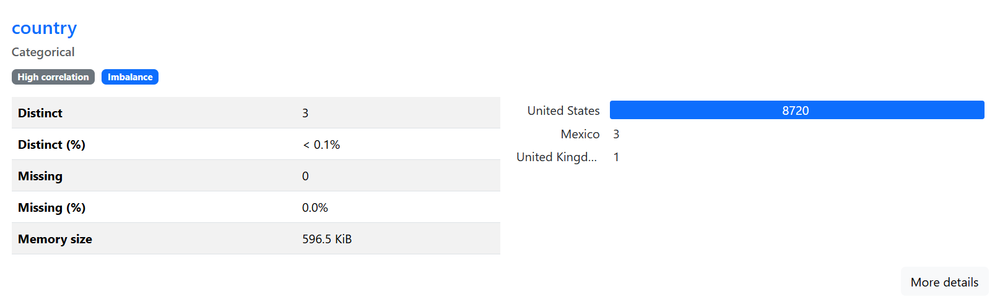 country
Categorical
High correlation Imbalance
Distinct 3
Distinct (%) < 0.1%
Missing 0
Missing (%) 0.0%
Memory size 596.5 KiB
United States 8720
Mexico 3
United Kingd... 1
More details